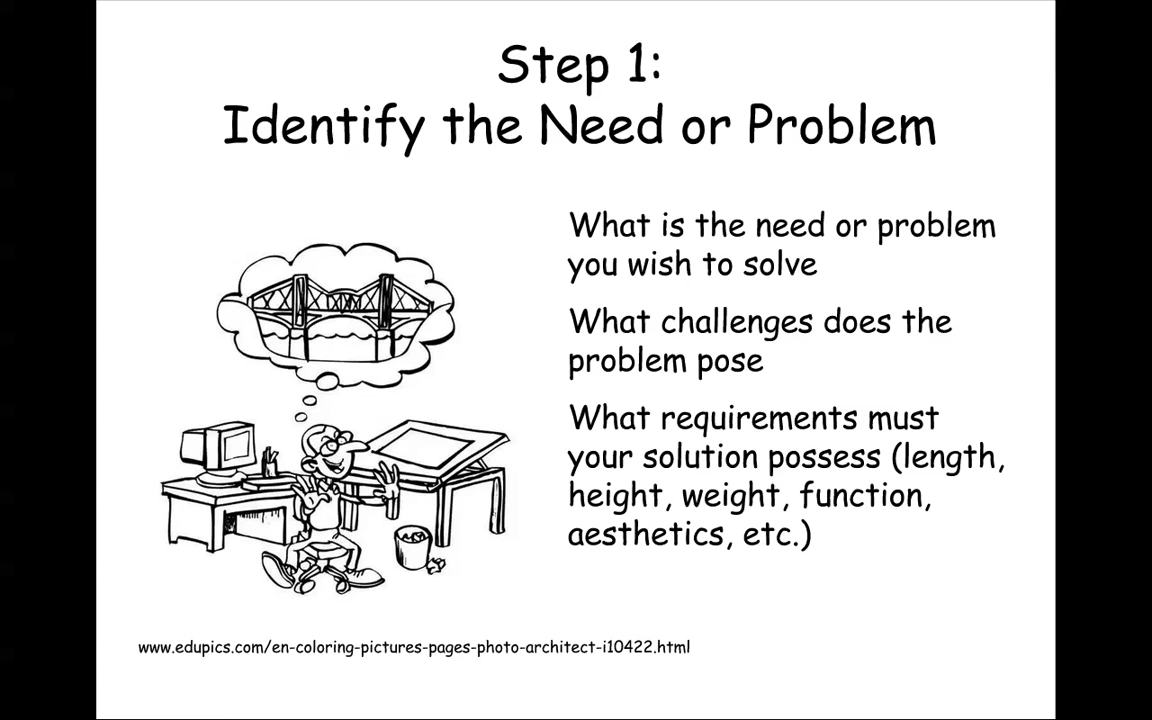 Step 1:
Identify the Need or Problem
What is the need or problem
you wish to solve
What challenges does the
problem pose
What requirements must
your solution possess (length,
height, weight, function,
aesthetics, etc.)
www.edupics.com/en-coloring-pictures-pages-photo-architect-i10422.html